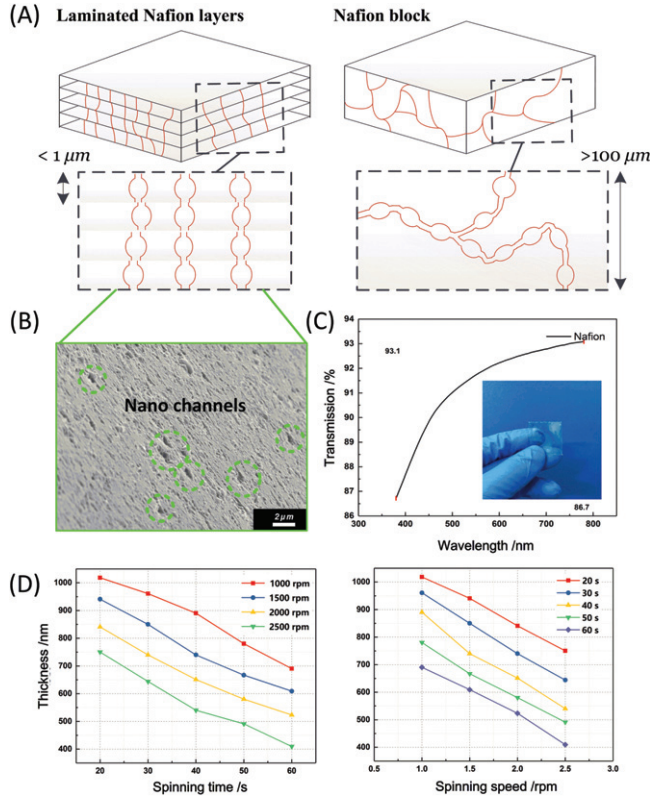 (A)
Laminated Nafion layers
Nafion block
< 1 μm
>100 μm
(B)
Nano channels
2 μm
(C)
94
93
92
91
90
89
88
87
86
Transmission /%
93.1
Nafion
86.7
300 400 500 600 700 800
Wavelength /nm
(D)
1000
900
800
700
600
500
400
Thickness /nm
1000 rpm
1500 rpm
2000 rpm
2500 rpm
20 30 40 50 60
Spinning time /s
1000
900
800
700
600
500
400
20 s
30 s
40 s
50 s
60 s
0.5 1.0 1.5 2.0 2.5 3.0
Spinning speed /rpm